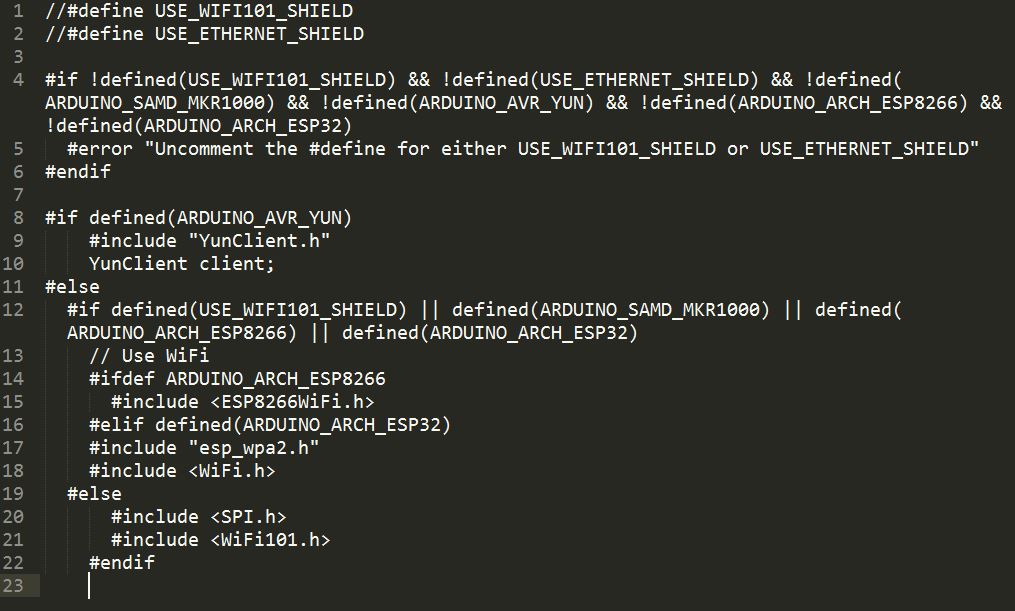 1 //#define USE_WIFI101_SHIELD
2 //#define USE_ETHERNET_SHIELD
3
4 #if !defined(USE_WIFI101_SHIELD) && !defined(USE_ETHERNET_SHIELD) && !defined(
ARDUINO_SAMD_MKR1000) && !defined(ARDUINO_AVR_YUN) && !defined(ARDUINO_ARCH_ESP8266) &&
!defined(ARDUINO_ARCH_ESP32)
5 #error "Uncomment the #define for either USE_WIFI101_SHIELD or USE_ETHERNET_SHIELD"
6 #endif
7
8 #if defined(ARDUINO_AVR_YUN)
9 #include "YunClient.h"
10 YunClient client;
11 #else
12 #if defined(USE_WIFI101_SHIELD) || defined(ARDUINO_SAMD_MKR1000) || defined(
ARDUINO_ARCH_ESP8266) || defined(ARDUINO_ARCH_ESP32)
13 // Use WiFi
14 #ifdef ARDUINO_ARCH_ESP8266
15 #include <ESP8266WiFi.h>
16 #elif defined(ARDUINO_ARCH_ESP32)
17 #include "esp_wpa2.h"
18 #include <WiFi.h>
19 #else
20 #include <SPI.h>
21 #include <WiFi101.h>
22 #endif
23